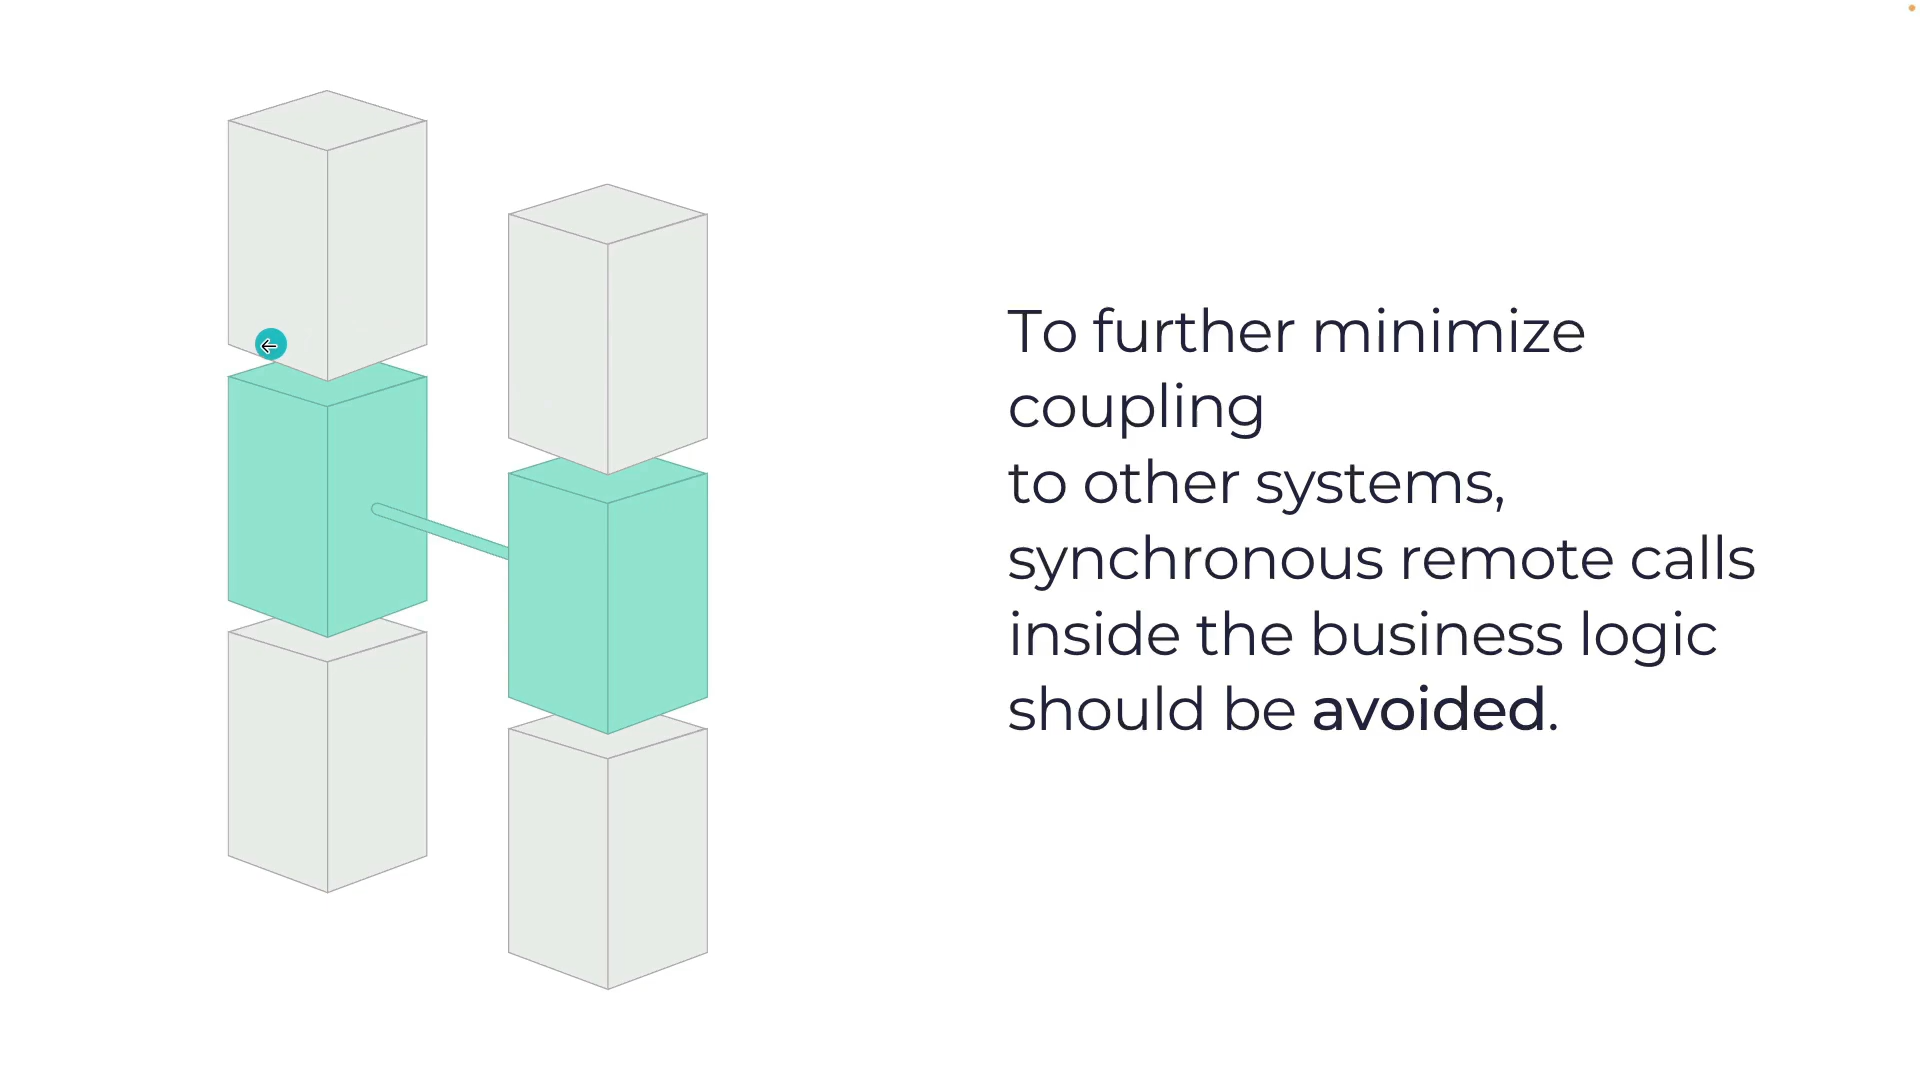 To further minimize
coupling
to other systems,
synchronous remote calls
inside the business logic
should be avoided.